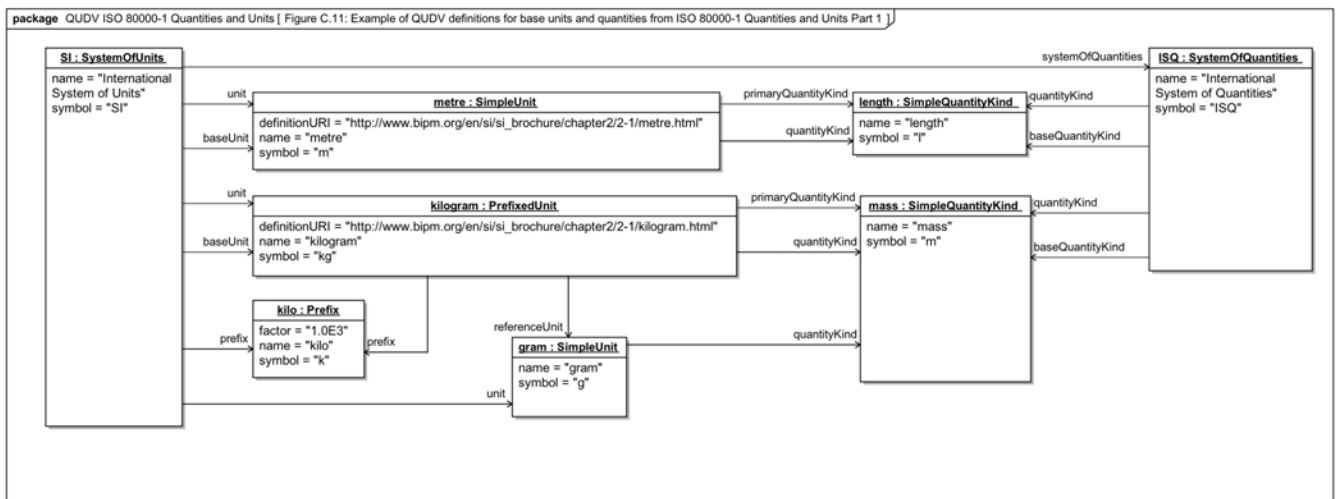 package QUDV ISO 80000-1 Quantities and Units [ Figure C.11: Example of QUDV definitions for base units and quantities from ISO 80000-1 Quantities and Units Part 1 ]
SI : SystemOfUnits
name = "International
System of Units"
symbol = "SI"
systemOfQuantities
ISQ : SystemOfQuantities
name = "International
System of Quantities"
symbol = "ISQ"
unit
baseUnit
metre : SimpleUnit
definitionURI = "http://www.bipm.org/en/si/si_brochure/chapter2/2-1/metre.html"
name = "metre"
symbol = "m"
primaryQuantityKind
quantityKind
length : SimpleQuantityKind
name = "length"
symbol = "l"
quantityKind
baseQuantityKind
unit
baseUnit
kilogram : PrefixedUnit
definitionURI = "http://www.bipm.org/en/si/si_brochure/chapter2/2-1/kilogram.html"
name = "kilogram"
symbol = "kg"
primaryQuantityKind
quantityKind
mass : SimpleQuantityKind
name = "mass"
symbol = "m"
quantityKind
baseQuantityKind
prefix
kilo : Prefix
factor = "1.0E3"
name = "kilo"
symbol = "k"
prefix
referenceUnit
gram : SimpleUnit
name = "gram"
symbol = "g"
quantityKind
unit